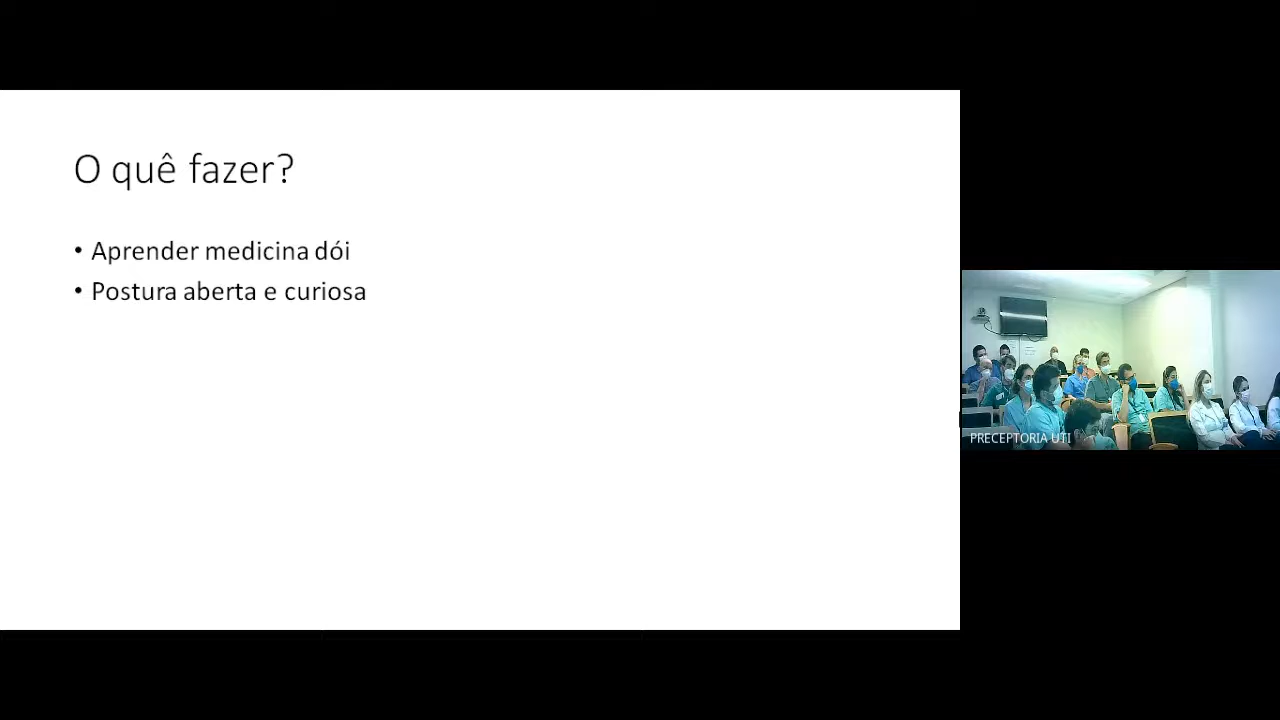 O quê fazer?
• Aprender medicina dói
• Postura aberta e curiosa
PRECEPTORIA UTI